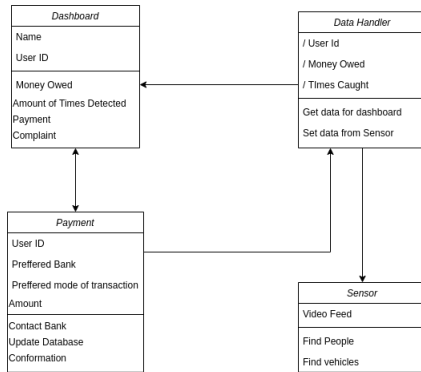 Dashboard
Name
User ID
Money Owed
Amount of Times Detected
Payment
Complaint
Data Handler
/ User Id
/ Money Owed
/ TImes Caught
Get data for dashboard
Set data from Sensor
Payment
User ID
Preffered Bank
Preffered mode of transaction
Amount
Contact Bank
Update Database
Conformation
Sensor
Video Feed
Find People
Find vehicles